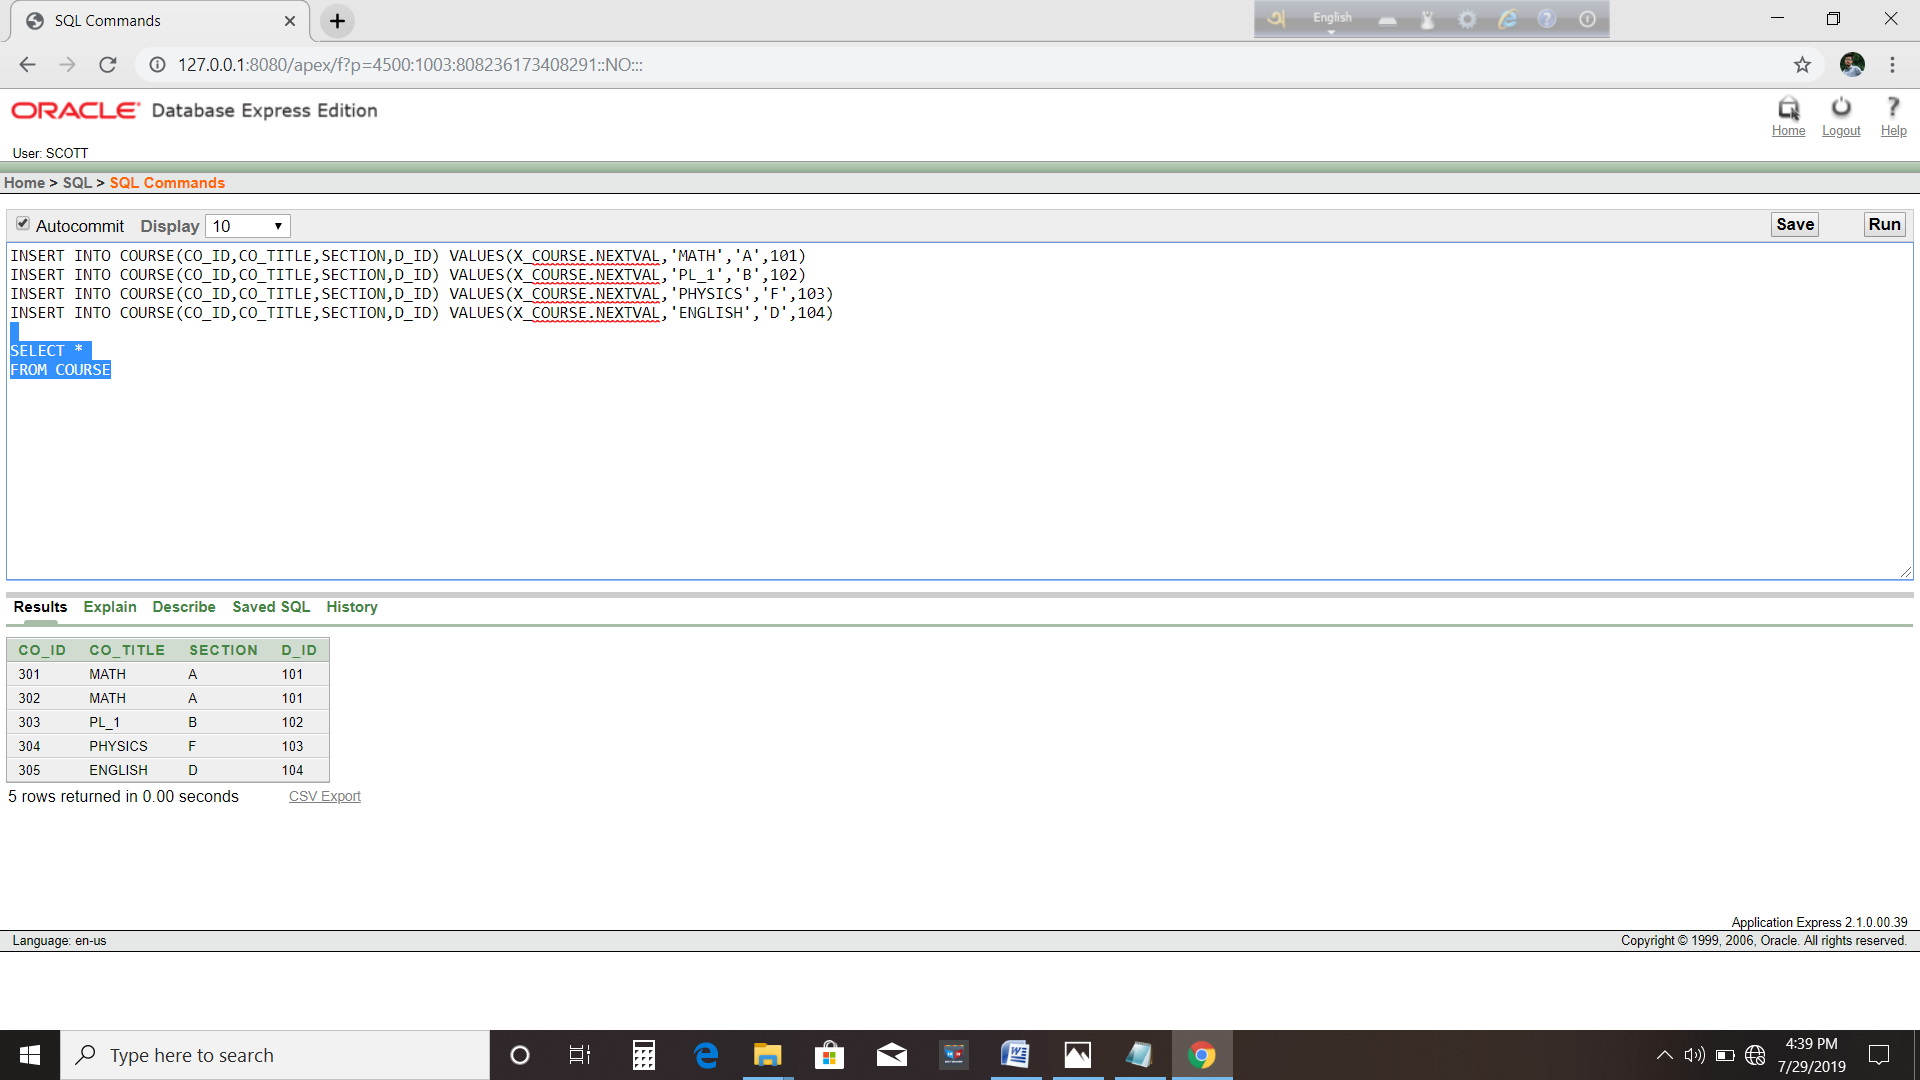 SQL Commands
English
127.0.0.1:8080/apex/f?p=4500:1003:808236173408291::NO:::
ORACLE Database Express Edition
Home Logout Help
User: SCOTT
Home > SQL > SQL Commands
Autocommit Display 10 Save Run
INSERT INTO COURSE(CO_ID,CO_TITLE,SECTION,D_ID) VALUES(X_COURSE.NEXTVAL,'MATH','A',101)
INSERT INTO COURSE(CO_ID,CO_TITLE,SECTION,D_ID) VALUES(X_COURSE.NEXTVAL,'PL_1','B',102)
INSERT INTO COURSE(CO_ID,CO_TITLE,SECTION,D_ID) VALUES(X_COURSE.NEXTVAL,'PHYSICS','F',103)
INSERT INTO COURSE(CO_ID,CO_TITLE,SECTION,D_ID) VALUES(X_COURSE.NEXTVAL,'ENGLISH','D',104)
SELECT *
FROM COURSE
Results Explain Describe Saved SQL History
CO_ID CO_TITLE SECTION D_ID
301 MATH A 101
302 MATH A 101
303 PL_1 B 102
304 PHYSICS F 103
305 ENGLISH D 104
5 rows returned in 0.00 seconds CSV Export
Application Express 2.1.0.00.39
Language: en-us Copyright © 1999, 2006, Oracle. All rights reserved.
Type here to search
4:39 PM
7/29/2019